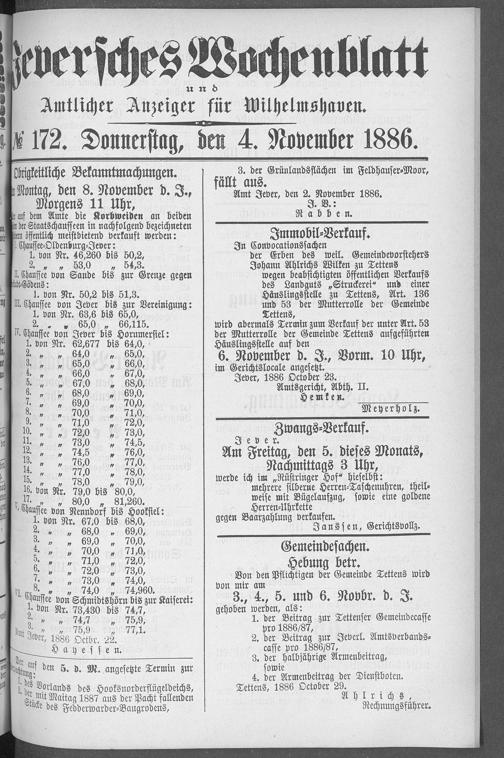 Jeversches Wochenblatt
und
Amtlicher Anzeiger für Wilhelmshaven.
№ 172. Donnerstag, den 4. November 1886.
Obrigkeitliche Bekanntmachungen.
Montag, den 8. November d. J.,
Morgens 11 Uhr,
auf dem Amte die Korbweiden an beiden
der Staatschausseen in nachfolgend bezeichneten
öffentlich meistbietend verkauft werden:
Chaussee-Oldenburg-Jever:
1. von Nr. 46,260 bis 50,2,
2. „ „ 53,0 „ 54,3.
II. Chaussee von Sande bis zur Grenze gegen
-Gödens:
1. von Nr. 50,2 bis 51,3.
III. Chaussee von Jever bis zur Vereinigung:
1. von Nr. 63,6 bis 65,0,
2. „ „ 65,0 „ 66,115.
IV. Chaussee von Jever bis Horumersiel:
1. von Nr. 62,677 bis 64,0,
2. „ „ 64,0 „ 65,0,
3. „ „ 65,0 „ 66,0,
4. „ „ 66,0 „ 67,0,
5. „ „ 67,0 „ 68,0,
6. „ „ 68,0 „ 69,0,
7. „ „ 69,0 „ 70,0,
8. „ „ 70,0 „ 71,0,
9. „ „ 71,0 „ 72,0,
10. „ „ 72,0 „ 73,0,
11. „ „ 73,0 „ 74,5,
12. „ „ 74,5 „ 76,0,
13. „ „ 76,0 „ 77,0,
14. „ „ 77,0 „ 78,0,
15. „ „ 78,0 „ 79,0,
16. von Nr. 79,0 bis 80,0,
17. „ „ 80,0 „ 81,260.
V. Chaussee von Renndorf bis Hooksiel:
1. von Nr. 67,0 bis 68,0,
2. „ „ 68,0 „ 69,0,
3. „ „ 69,0 „ 70,0,
4. „ „ 70,0 „ 71,0,
5. „ „ 71,0 „ 72,0,
6. „ „ 72,0 „ 73,0,
7. „ „ 73,0 „ 74,0,
8. „ „ 74,0 „ 74,960.
VI. Chaussee von Schmidtshörn bis zur Kaiserei:
1. von Nr. 73,430 bis 74,7,
2. „ „ 74,7 „ 75,9,
3. „ „ 75,9 „ 77,1.
Amt Jever, 1886 Octbr. 22.
Hayessen.
Der auf den 5. d. M. angesetzte Termin zur
1. des Vorlands des Hooksnorderflügeldeichs,
2. der mit Maitag 1887 aus der Pacht fallenden
Stücke des Fedderwarder-Baugrodens,
3. der Grünlandsflächen im Feldhauser-Moor,
fällt aus.
Amt Jever, den 2. November 1886.
J. V.:
Rabben.
Immobil-Verkauf.
In Convocationsachen
der Erben des weil. Gemeindevorstehers
Johann Ahlrichs Wilken zu Tettens
wegen beabsichtigten öffentlichen Verkaufs
des Landguts „Struckerei“ und einer
Häuslingsstelle zu Tettens, Art. 136
und 53 der Mutterrolle der Gemeinde
Tettens,
wird abermals Termin zum Verkauf der unter Art. 53
der Mutterrolle der Gemeinde Tettens aufgeführten
Häuslingsstelle auf den
6. November d. J., Vorm. 10 Uhr,
im Gerichtslocale angesetzt.
Jever, 1886 October 23.
Amtsgericht, Abth. II.
Hemken.
Meyerholz.
Zwangs-Verkauf.
Jever.
Am Freitag, den 5. dieses Monats,
Nachmittags 3 Uhr,
werde ich im „Rüstringer Hof“ hieselbst:
mehrere silberne Herren-Taschenuhren, theil-
weise mit Bügelaufzug, sowie eine goldene
Herren-Uhrkette
gegen Baarzahlung verkaufen.
Janssen, Gerichtsvollz.
Gemeindesachen.
Hebung betr.
Von den Pflichtigen der Gemeinde Tettens wird
von mir am
3., 4., 5. und 6. Novbr. d. J.
gehoben werden, als:
1. der Beitrag zur Tettenser Gemeindecasse
pro 1886/87,
2. der Beitrag zur Jeverl. Amtsverbands-
casse pro 1886/87,
3. der halbjährige Armenbeitrag,
sowie
4. der Armenbeitrag der Dienstboten.
Tettens, 1886 October 29.
Ahlrichs,
Rechnungsführer.